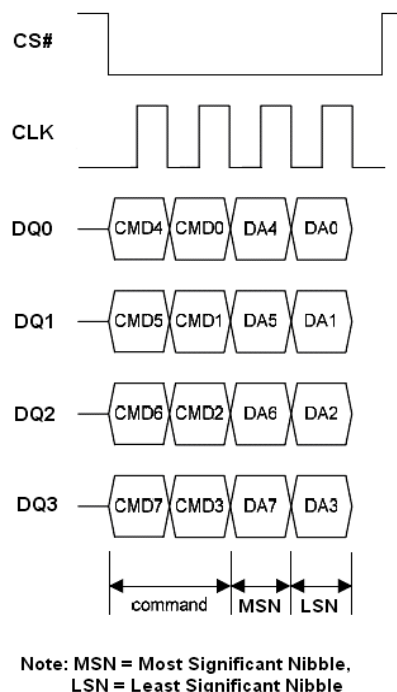 CS#
CLK
DQ0 CMD4 CMD0 DA4 DA0
DQ1 CMD5 CMD1 DA5 DA1
DQ2 CMD6 CMD2 DA6 DA2
DQ3 CMD7 CMD3 DA7 DA3
command MSN LSN
Note: MSN = Most Significant Nibble,
LSN = Least Significant Nibble